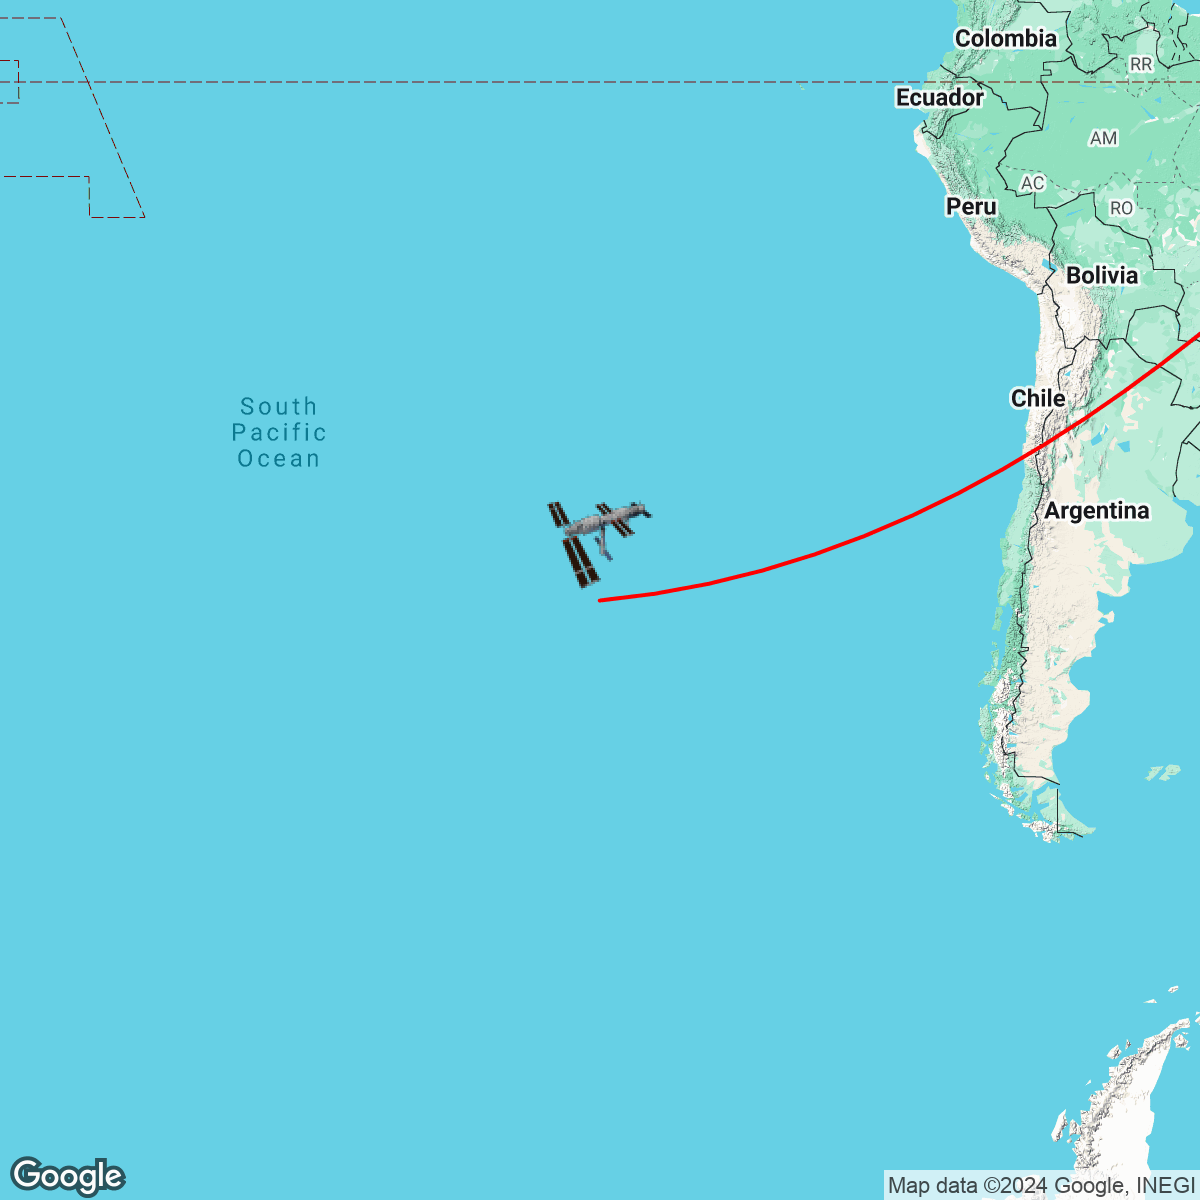 Colombia
RR
Ecuador
AM
AC
RO
Peru
Bolivia
South
Pacific
Ocean
Chile
Argentina
Google
Map data ©2024 Google, INEGI